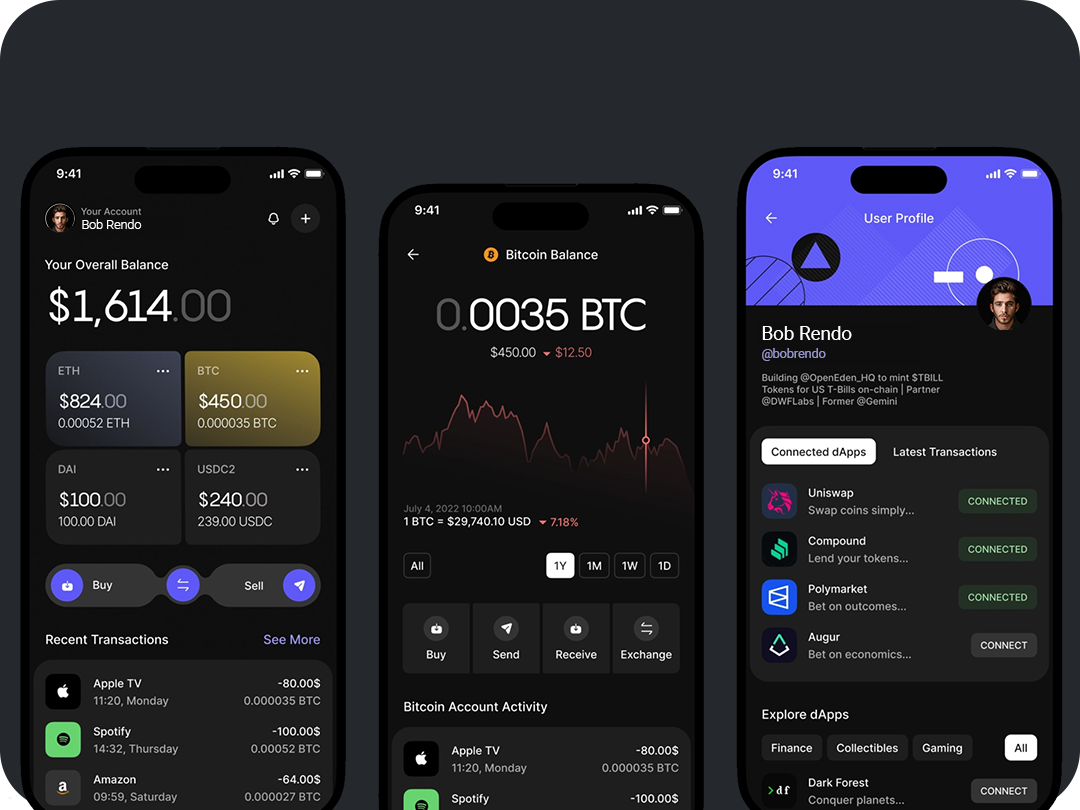 9:41
Your Account
Bob Rendo
Your Overall Balance
$1,614.00
ETH
$824.00
0.00052 ETH
BTC
$450.00
0.000035 BTC
DAI
$100.00
100.00 DAI
USDC2
$240.00
239.00 USDC
Buy
Sell
Recent Transactions
See More
Apple TV
-80.00$
11:20, Monday
0.000035 BTC
Spotify
-100.00$
14:32, Thursday
0.00052 BTC
a
Amazon
-64.00$
09:59, Saturday
0.000027 BTC
9:41
Bitcoin Balance
0.0035 BTC
$450.00 $12.50
July 4, 2022 10:00AM
1 BTC = $29,740.10 USD 7.18%
All
1Y
1M
1W
1D
Buy
Send
Receive
Exchange
Bitcoin Account Activity
Apple TV
-80.00$
11:20, Monday
0.000035 BTC
Spotify
-100.00$
9:41
User Profile
Bob Rendo
@bobrendo
Building @OpenEden_HQ to mint $TBILL
Tokens for US T-Bills on-chain | Partner
@DWFLabs | Former @Gemini
Connected dApps
Latest Transactions
Uniswap
Swap coins simply...
CONNECTED
Compound
Lend your tokens...
CONNECTED
Polymarket
Bet on outcomes...
CONNECTED
Augur
Bet on economics...
CONNECT
Explore dApps
Finance
Collectibles
Gaming
All
>df
Dark Forest
Conquer planets...
CONNECT